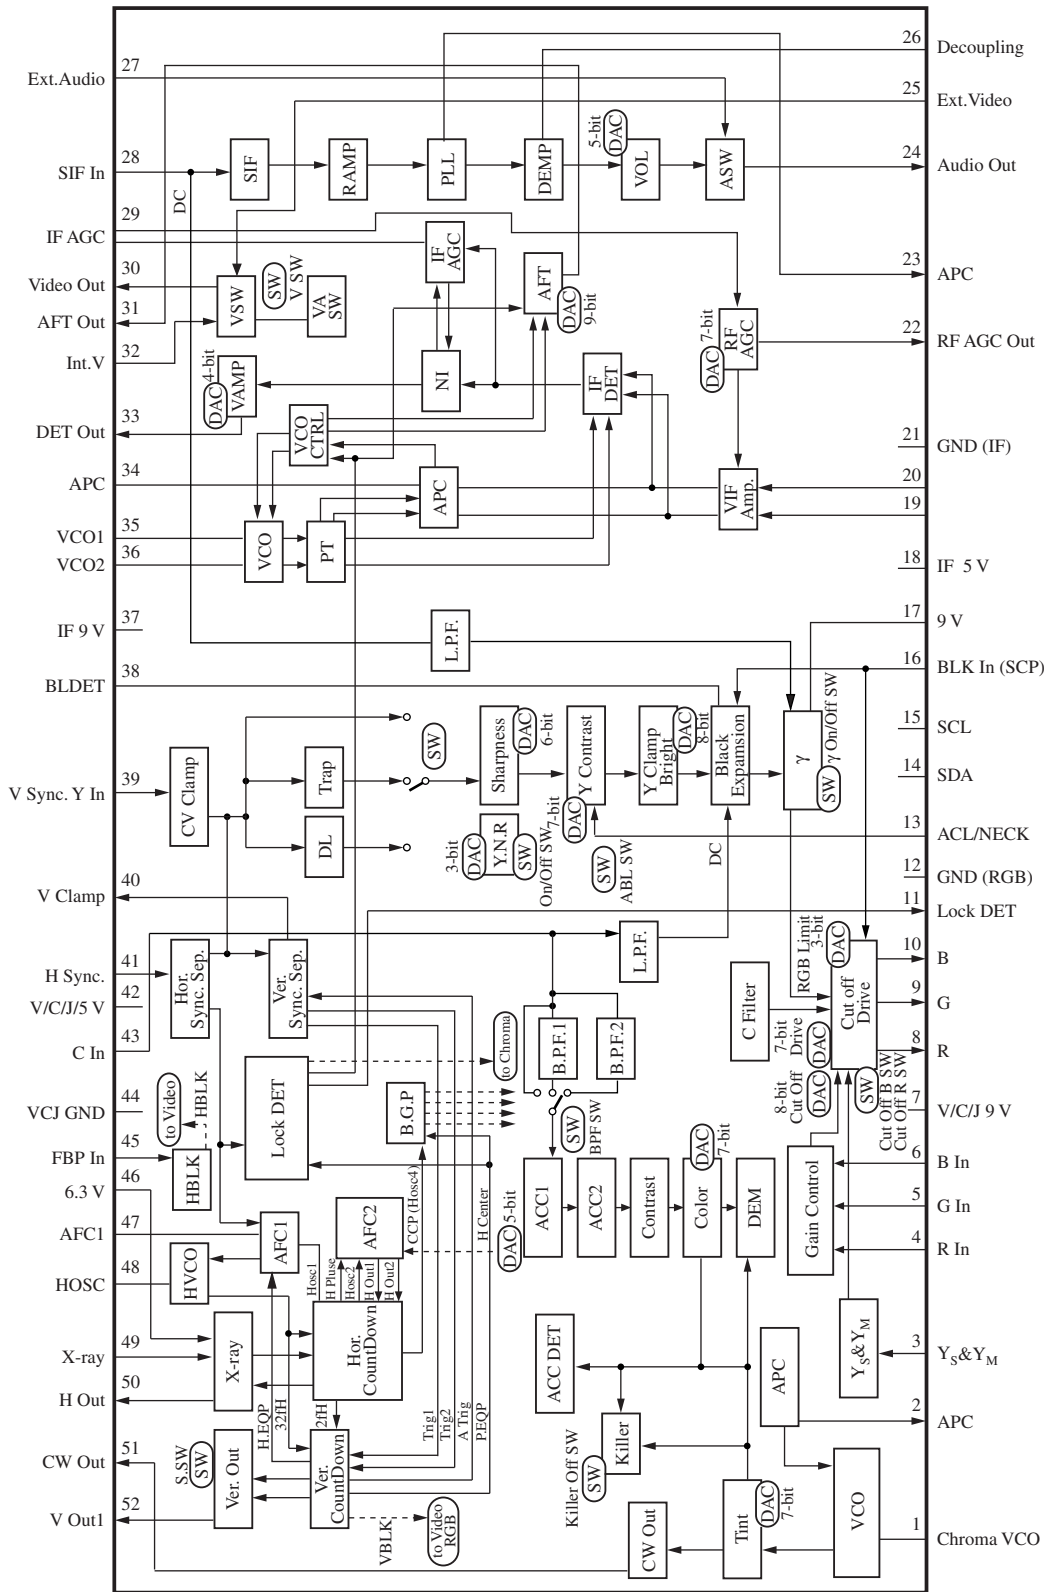 26
Decoupling
27
Ext.Audio
25
Ext.Video
5-bit
DAC
28
SIF In
SIF
RAMP
PLL
DEMP
VOL
ASW
24
Audio Out
DC
29
IF AGC
IF
AGC
23
APC
30
Video Out
VSW
SW
V SW
VA
SW
AFT
DAC
9-bit
31
AFT Out
7-bit
DAC
RF
AGC
22
RF AGC Out
32
Int.V
4-bit
DAC
VAMP
NI
IF
DET
33
DET Out
VCO
CTRL
21
GND (IF)
34
APC
APC
VIF
Amp.
20
19
35
VCO1
36
VCO2
VCO
PT
18
IF 5 V
37
IF 9 V
L.P.F.
17
9 V
38
BLDET
16
BLK In (SCP)
SW
Sharpness
DAC
6-bit
Y Contrast
7-bit
DAC
Y Clamp
Bright
DAC
8-bit
Black
Expansion
γ
SW
γ On/Off SW
15
SCL
39
V Sync. Y In
CV Clamp
Trap
14
SDA
DL
3-bit
DAC
Y.N.R
SW
On/Off SW
SW
ABL SW
DC
13
ACL/NECK
12
GND (RGB)
40
V Clamp
11
Lock DET
41
H Sync.
Hor.
Sync. Sep.
Ver.
Sync. Sep.
L.P.F.
RGB Limit
3-bit
DAC
10
B
42
V/C/J/5 V
C Filter
Cut off
Drive
9
G
43
C In
to Chroma
B.P.F.1
B.P.F.2
7-bit
Drive
DAC
8
R
44
VCJ GND
to Video
HBLK
Lock DET
B.G.P
SW
BPF SW
8-bit
Cut Off
DAC
SW
Cut Off B SW
Cut Off R SW
7
V/C/J 9 V
45
FBP In
HBLK
ACC1
ACC2
Contrast
Color
DAC
7-bit
DEM
Gain Control
6
B In
46
6.3 V
5
G In
47
AFC1
AFC1
AFC2
CCP (Hosc4)
H Center
DAC
5-bit
4
R In
48
HOSC
HVCO
Hosc1
H Pluse
Hosc2
H Out1
H Out2
49
X-ray
X-ray
Hor.
CountDown
ACC DET
APC
YS&YM
3
YS&YM
50
H Out
H.EQP
32fH
2fH
Trig1
Trig2
A Trig
P.EQP
Killer Off SW
SW
Killer
2
APC
51
CW Out
S.SW
SW
Ver. Out
Ver.
CountDown
52
V Out1
VBLK
to Video
RGB
CW Out
Tint
DAC
7-bit
VCO
1
Chroma VCO